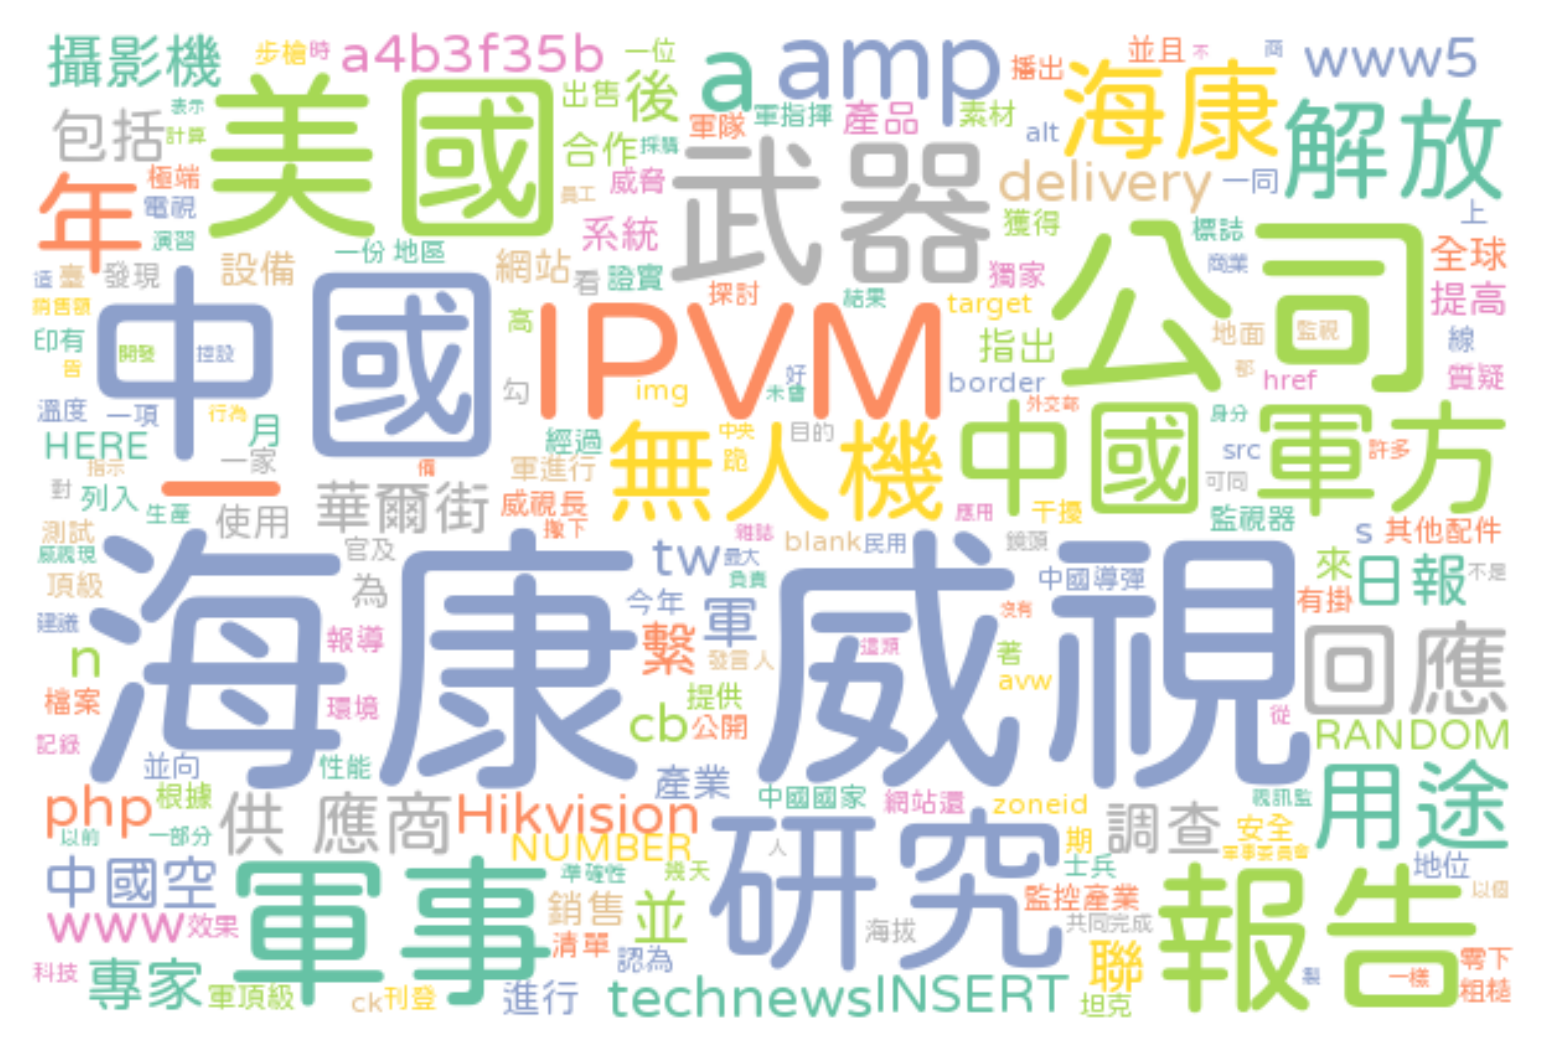 攝影機 步槍 時 a4b3f35b 一位 a amp 播出 並且 不 商 www5
包括 表示 計算 美國 出售 後 軍隊 軍指揮 產品 素材 alt 海康 解放
合作 採購 武器 delivery 一同
年 極端 電視 員工 威脅 獲得 上
演習 一份 地區 系統 標誌 公司 全球
造 臺 發現 設備 網站 看 證實 獨家 商業
銷售額 中國 探討 結果 target 提高
印有 開發 控設 高 IPVM 指出 地面 監視 線
皆 勾 img 好 未會 border 都 href 質疑
溫度 一項 行為 外交部 身分
HERE 月 經過 無人機 中央 目的 中國軍方
指示 一家 備 軍進行 跪 src 許多
對 列入 生產 一 使用 華爾街 威視長 應用 干擾 可同 監視器
測試 撤下 雜誌 s 其他配件
威視現 官及 tw 最大 blank 民用 鏡頭
頂級 海康威視 為 負責 中國導彈 來 日報 不是
建議 今年 軍 沒有 有掛
n 報導 繫 發言人 這類 著 回應
檔案 環境 提供 avw
記錄 cb 公開 從 RANDOM
並向 性能 產業
php 根據 供 應商 Hikvision 中國國家 網站還 zoneid 調查 視訊監 用途
以前 一部分 NUMBER 人 期 安全
中國空 軍事 準確性 幾天 研究 士兵 軍事委員會 地位
www 效果 銷售 並 海拔 監控產業 報告 以個
清單 共同完成
科技 專家 認為 聯 製 一樣 零下
軍頂級 ck 刊登 進行 technews INSERT 坦克 粗糙